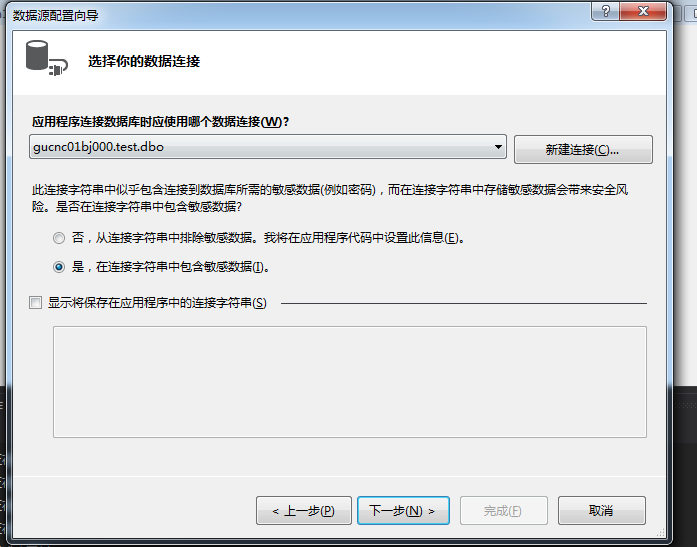 数据源配置向导
选择你的数据连接
应用程序连接数据库时应使用哪个数据连接(W)?
gucnc01bj000.test.dbo
新建连接(C)...
此连接字符串中似乎包含连接到数据库所需的敏感数据(例如密码)，而在连接字符串中存储敏感数据会带来安全风
险。是否在连接字符串中包含敏感数据?
否，从连接字符串中排除敏感数据。我将在应用程序代码中设置此信息(E)。
是，在连接字符串中包含敏感数据(I)。
显示将保存在应用程序中的连接字符串(S)
< 上一步(P)
下一步(N) >
完成(F)
取消